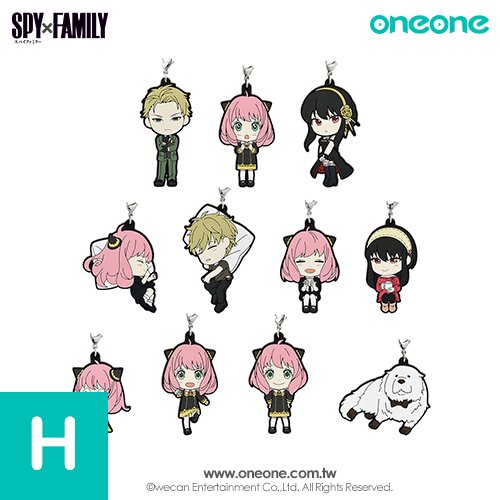 SPY×FAMILY
スパイファミリー
oneone
H
www.oneone.com.tw
©wecan Entertainment Co.,Ltd. All Rights Reserved.